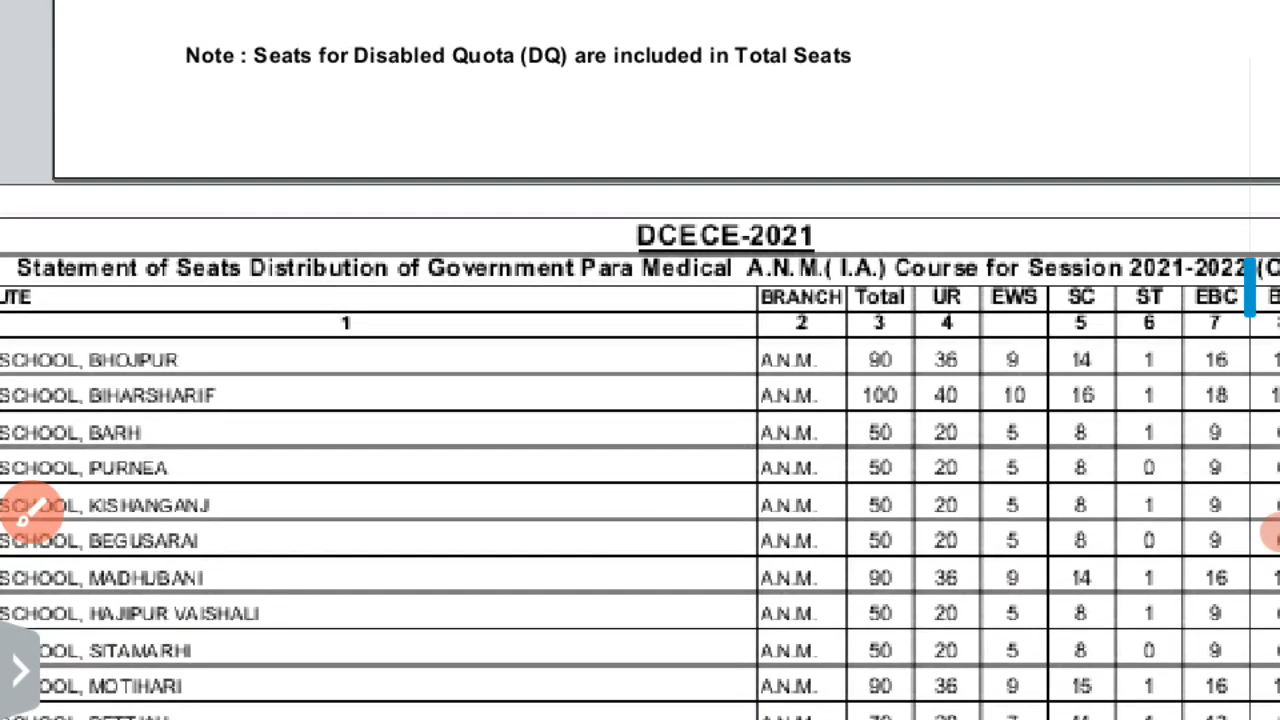 Note : Seats for Disabled Quota (DQ) are included in Total Seats
DCECE-2021
Statement of Seats Distribution of Government Para Medical A.N.M.( I.A.) Course for Session 2021-2022 (
UTE BRANCH Total UR EWS SC ST EBC
1 2 3 4 5 6 7
SCHOOL, BHOJPUR A.N.M. 90 36 9 14 1 16
SCHOOL, BIHARSHARIF A.N.M. 100 40 10 16 1 18
SCHOOL, BARH A.N.M. 50 20 5 8 1 9
SCHOOL, PURNEA A.N.M. 50 20 5 8 0 9
SCHOOL, KISHANGANJ A.N.M. 50 20 5 8 1 9
SCHOOL, BEGUSARAI A.N.M. 50 20 5 8 0 9
SCHOOL, MADHUBANI A.N.M. 90 36 9 14 1 16
SCHOOL, HAJIPUR VAISHALI A.N.M. 50 20 5 8 1 9
OOL, SITAMARHI A.N.M. 50 20 5 8 0 9
OOL, MOTIHARI A.N.M. 90 36 9 15 1 16